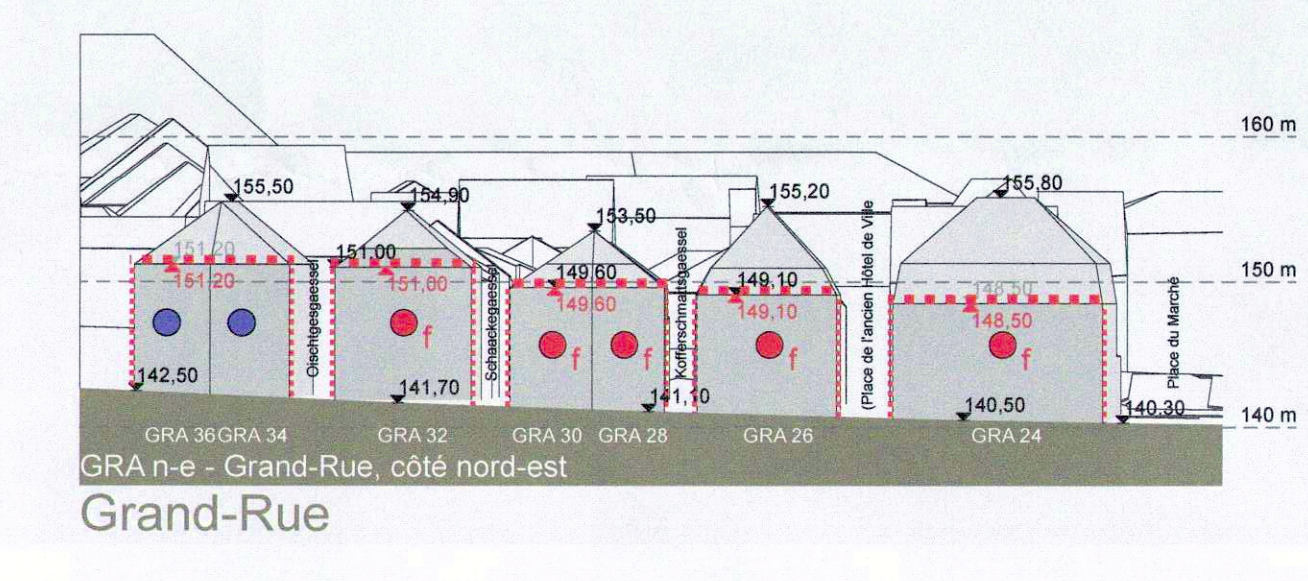 160 m
155,50
154,90
153,50
155,20
155,80
151,20
151,20
151,00
151,00
149,60
149,60
149,10
149,10
148,50
148,50
150 m
Oischtgesgaessel
Schaackegaessel
Kofferschmattsgaessel
(Place de l'ancien Hôtel de Ville
Place du Marché
f
f
f
f
f
142,50
141,70
141,10
140,50
140.30
140 m
GRA 36 GRA 34 GRA 32 GRA 30 GRA 28 GRA 26 GRA 24
GRA n-e - Grand-Rue, côté nord-est
Grand-Rue